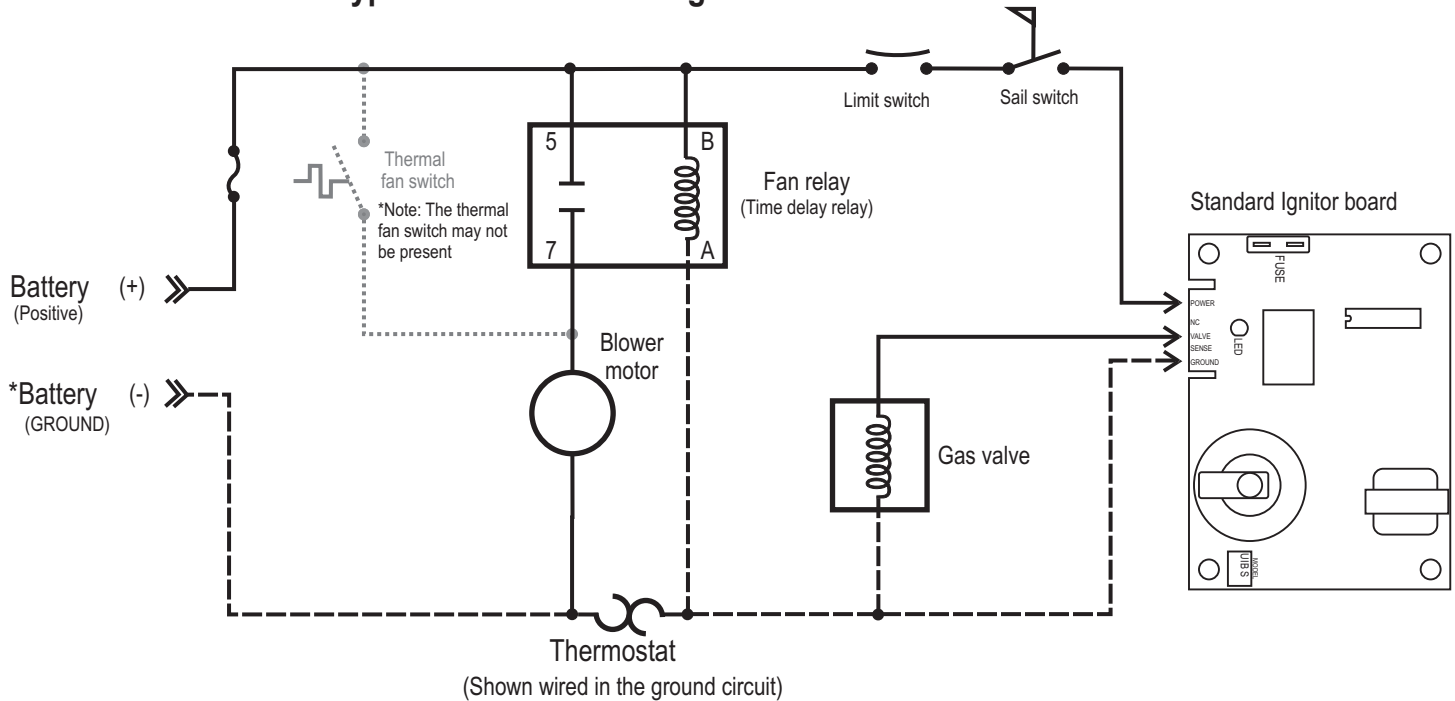 Limit switch
Sail switch
5
B
Thermal
fan switch
*Note: The thermal
fan switch may not
be present
7
A
Fan relay
(Time delay relay)
Standard Ignitor board
FUSE
POWER
NC
VALVE
SENSE
GROUND
LED
Battery (+)
(Positive)
*Battery (-)
(GROUND)
Blower
motor
Gas valve
MODEL
UIB S
Thermostat
(Shown wired in the ground circuit)